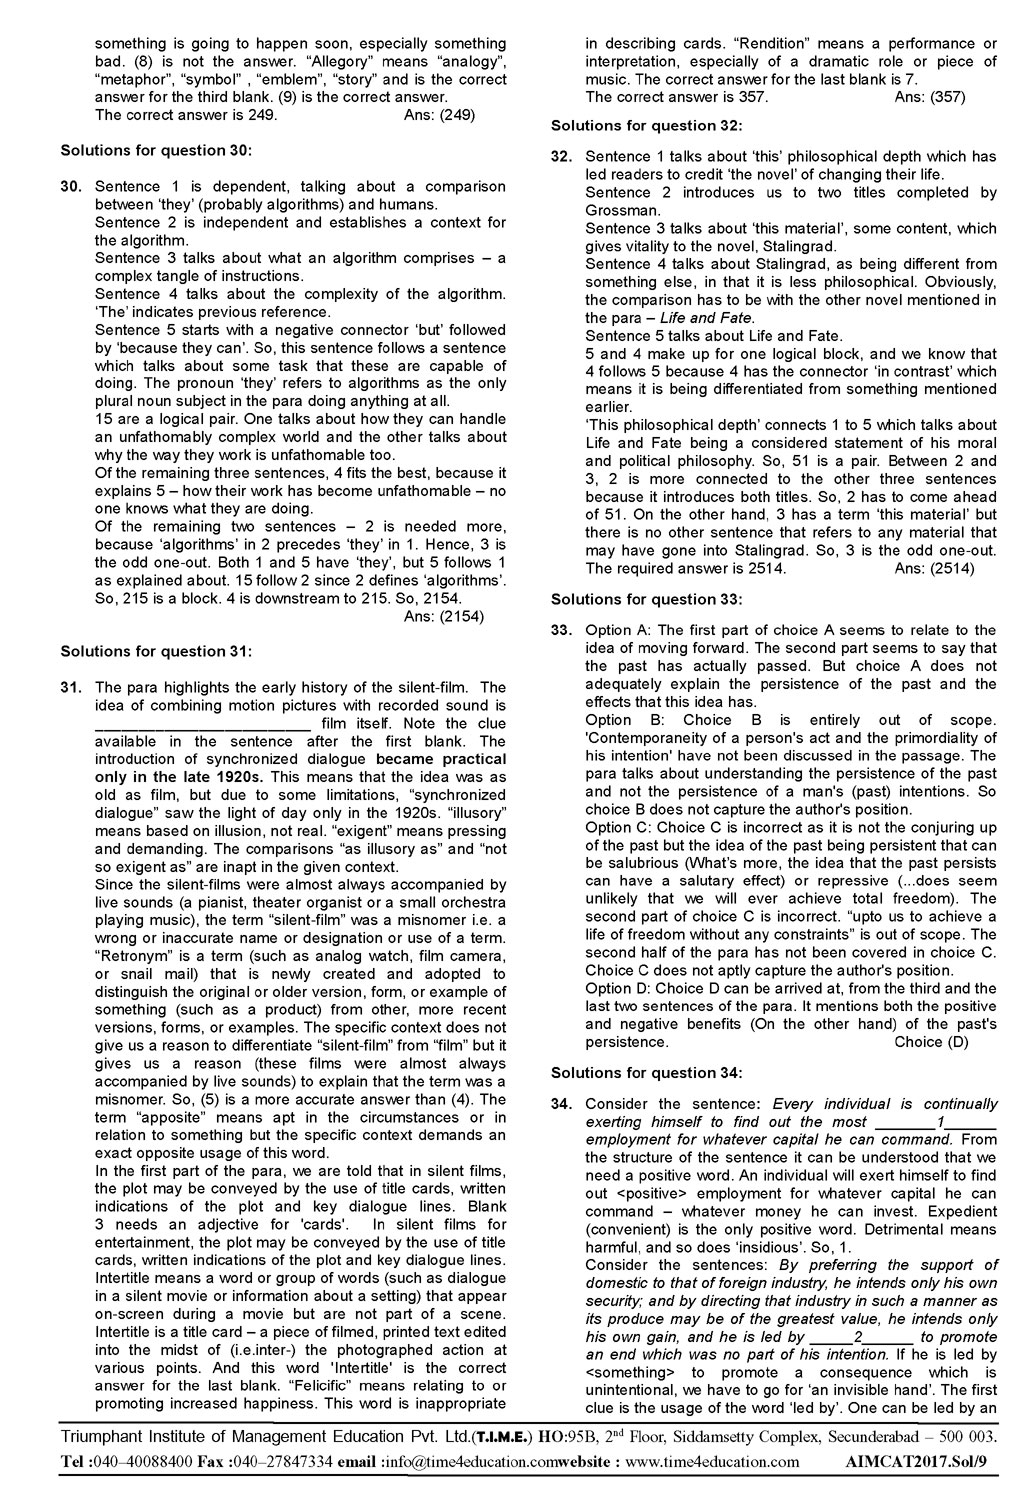 something is going to happen soon, especially something
bad. (8) is not the answer. “Allegory” means “analogy”,
“metaphor”, “symbol” , “emblem”, “story” and is the correct
answer for the third blank. (9) is the correct answer.
The correct answer is 249. Ans: (249)
Solutions for question 30:
30. Sentence 1 is dependent, talking about a comparison
between ‘they’ (probably algorithms) and humans.
Sentence 2 is independent and establishes a context for
the algorithm.
Sentence 3 talks about what an algorithm comprises – a
complex tangle of instructions.
Sentence 4 talks about the complexity of the algorithm.
‘The’ indicates previous reference.
Sentence 5 starts with a negative connector ‘but’ followed
by ‘because they can’. So, this sentence follows a sentence
which talks about some task that these are capable of
doing. The pronoun ‘they’ refers to algorithms as the only
plural noun subject in the para doing anything at all.
15 are a logical pair. One talks about how they can handle
an unfathomably complex world and the other talks about
why the way they work is unfathomable too.
Of the remaining three sentences, 4 fits the best, because it
explains 5 – how their work has become unfathomable – no
one knows what they are doing.
Of the remaining two sentences – 2 is needed more,
because ‘algorithms’ in 2 precedes ‘they’ in 1. Hence, 3 is
the odd one-out. Both 1 and 5 have ‘they’, but 5 follows 1
as explained about. 15 follow 2 since 2 defines ‘algorithms’.
So, 215 is a block. 4 is downstream to 215. So, 2154.
Ans: (2154)
Solutions for question 31:
31. The para highlights the early history of the silent-film. The
idea of combining motion pictures with recorded sound is
__________________________ film itself. Note the clue
available in the sentence after the first blank. The
introduction of synchronized dialogue became practical
only in the late 1920s. This means that the idea was as
old as film, but due to some limitations, “synchronized
dialogue” saw the light of day only in the 1920s. “illusory”
means based on illusion, not real. “exigent” means pressing
and demanding. The comparisons “as illusory as” and “not
so exigent as” are inapt in the given context.
Since the silent-films were almost always accompanied by
live sounds (a pianist, theater organist or a small orchestra
playing music), the term “silent-film” was a misnomer i.e. a
wrong or inaccurate name or designation or use of a term.
“Retronym” is a term (such as analog watch, film camera,
or snail mail) that is newly created and adopted to
distinguish the original or older version, form, or example of
something (such as a product) from other, more recent
versions, forms, or examples. The specific context does not
give us a reason to differentiate “silent-film” from “film” but it
gives us a reason (these films were almost always
accompanied by live sounds) to explain that the term was a
misnomer. So, (5) is a more accurate answer than (4). The
term “apposite” means apt in the circumstances or in
relation to something but the specific context demands an
exact opposite usage of this word.
In the first part of the para, we are told that in silent films,
the plot may be conveyed by the use of title cards, written
indications of the plot and key dialogue lines. Blank
3 needs an adjective for 'cards'. In silent films for
entertainment, the plot may be conveyed by the use of title
cards, written indications of the plot and key dialogue lines.
Intertitle means a word or group of words (such as dialogue
in a silent movie or information about a setting) that appear
on-screen during a movie but are not part of a scene.
Intertitle is a title card – a piece of filmed, printed text edited
into the midst of (i.e.inter-) the photographed action at
various points. And this word 'Intertitle' is the correct
answer for the last blank. “Felicific” means relating to or
promoting increased happiness. This word is inappropriate
in describing cards. “Rendition” means a performance or
interpretation, especially of a dramatic role or piece of
music. The correct answer for the last blank is 7.
The correct answer is 357. Ans: (357)
Solutions for question 32:
32. Sentence 1 talks about ‘this’ philosophical depth which has
led readers to credit ‘the novel’ of changing their life.
Sentence 2 introduces us to two titles completed by
Grossman.
Sentence 3 talks about ‘this material’, some content, which
gives vitality to the novel, Stalingrad.
Sentence 4 talks about Stalingrad, as being different from
something else, in that it is less philosophical. Obviously,
the comparison has to be with the other novel mentioned in
the para – Life and Fate.
Sentence 5 talks about Life and Fate.
5 and 4 make up for one logical block, and we know that
4 follows 5 because 4 has the connector ‘in contrast’ which
means it is being differentiated from something mentioned
earlier.
‘This philosophical depth’ connects 1 to 5 which talks about
Life and Fate being a considered statement of his moral
and political philosophy. So, 51 is a pair. Between 2 and
3, 2 is more connected to the other three sentences
because it introduces both titles. So, 2 has to come ahead
of 51. On the other hand, 3 has a term ‘this material’ but
there is no other sentence that refers to any material that
may have gone into Stalingrad. So, 3 is the odd one-out.
The required answer is 2514. Ans: (2514)
Solutions for question 33:
33. Option A: The first part of choice A seems to relate to the
idea of moving forward. The second part seems to say that
the past has actually passed. But choice A does not
adequately explain the persistence of the past and the
effects that this idea has.
Option B: Choice B is entirely out of scope.
'Contemporaneity of a person's act and the primordiality of
his intention' have not been discussed in the passage. The
para talks about understanding the persistence of the past
and not the persistence of a man's (past) intentions. So
choice B does not capture the author's position.
Option C: Choice C is incorrect as it is not the conjuring up
of the past but the idea of the past being persistent that can
be salubrious (What's more, the idea that the past persists
can have a salutary effect) or repressive (...does seem
unlikely that we will ever achieve total freedom). The
second part of choice C is incorrect. “upto us to achieve a
life of freedom without any constraints” is out of scope. The
second half of the para has not been covered in choice C.
Choice C does not aptly capture the author's position.
Option D: Choice D can be arrived at, from the third and the
last two sentences of the para. It mentions both the positive
and negative benefits (On the other hand) of the past's
persistence. Choice (D)
Solutions for question 34:
34. Consider the sentence: Every individual is continually
exerting himself to find out the most _______1______
employment for whatever capital he can command. From
the structure of the sentence it can be understood that we
need a positive word. An individual will exert himself to find
out <positive> employment for whatever capital he can
command – whatever money he can invest. Expedient
(convenient) is the only positive word. Detrimental means
harmful, and so does ‘insidious’. So, 1.
Consider the sentences: By preferring the support of
domestic to that of foreign industry, he intends only his own
security; and by directing that industry in such a manner as
its produce may be of the greatest value, he intends only
his own gain, and he is led by _____2______ to promote
an end which was no part of his intention. If he is led by
<something> to promote a consequence which is
unintentional, we have to go for ‘an invisible hand’. The first
clue is the usage of the word ‘led by’. One can be led by an
Triumphant Institute of Management Education Pvt. Ltd.(T.I.M.E.) HO:95B, 2nd Floor, Siddamsetty Complex, Secunderabad – 500 003.
Tel :040–40088400 Fax :040–27847334 email :info@time4education.comwebsite : www.time4education.com AIMCAT2017.Sol/9